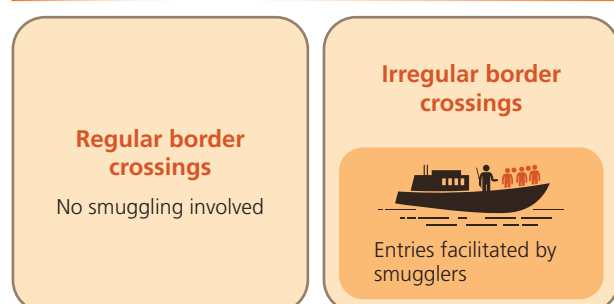 Regular border
crossings
No smuggling involved
Irregular border
crossings
Entries facilitated by
smugglers